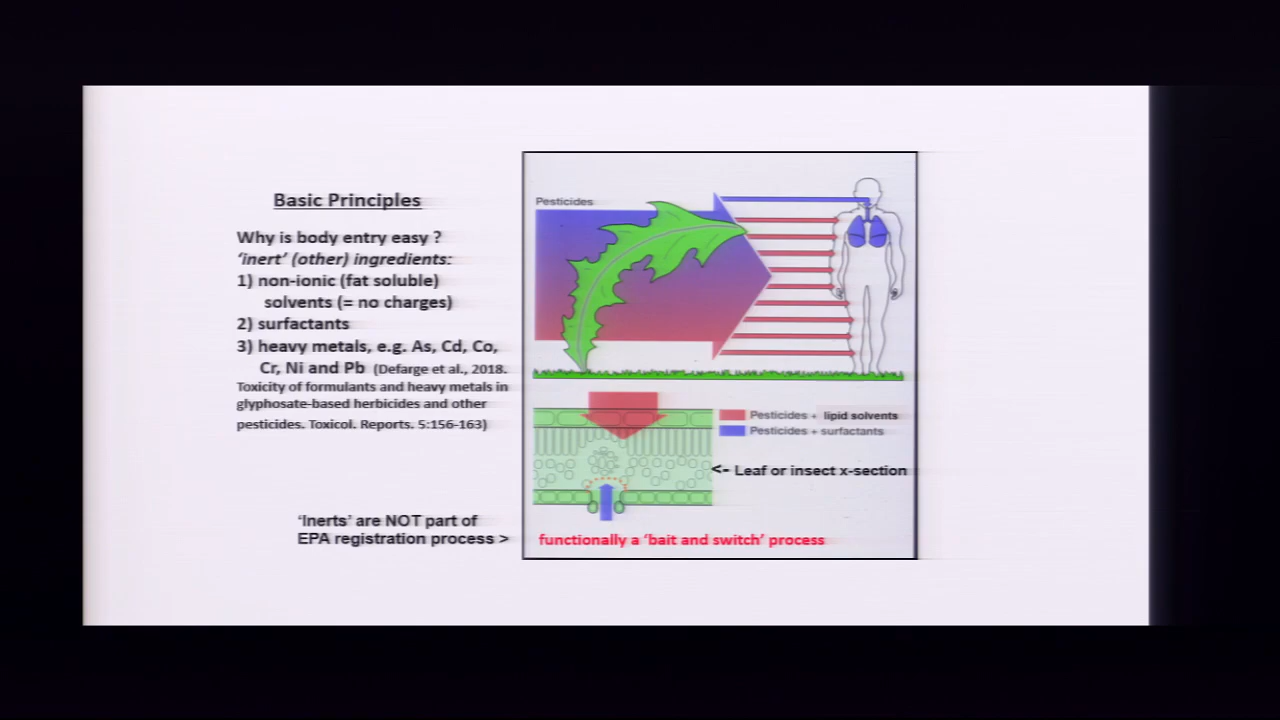 Basic Principles
Why is body entry easy ?
‘inert’ (other) ingredients:
1) non-ionic (fat soluble)
solvents (= no charges)
2) surfactants
3) heavy metals, e.g. As, Cd, Co,
Cr, Ni and Pb (Defarge et al., 2018.
Toxicity of formulants and heavy metals in
glyphosate-based herbicides and other
pesticides. Toxicol. Reports. 5:156-163)
‘Inerts’ are NOT part of
EPA registration process >
Pesticides
Pesticides + lipid solvents
Pesticides + surfactants
<- Leaf or insect x-section
functionally a ‘bait and switch’ process